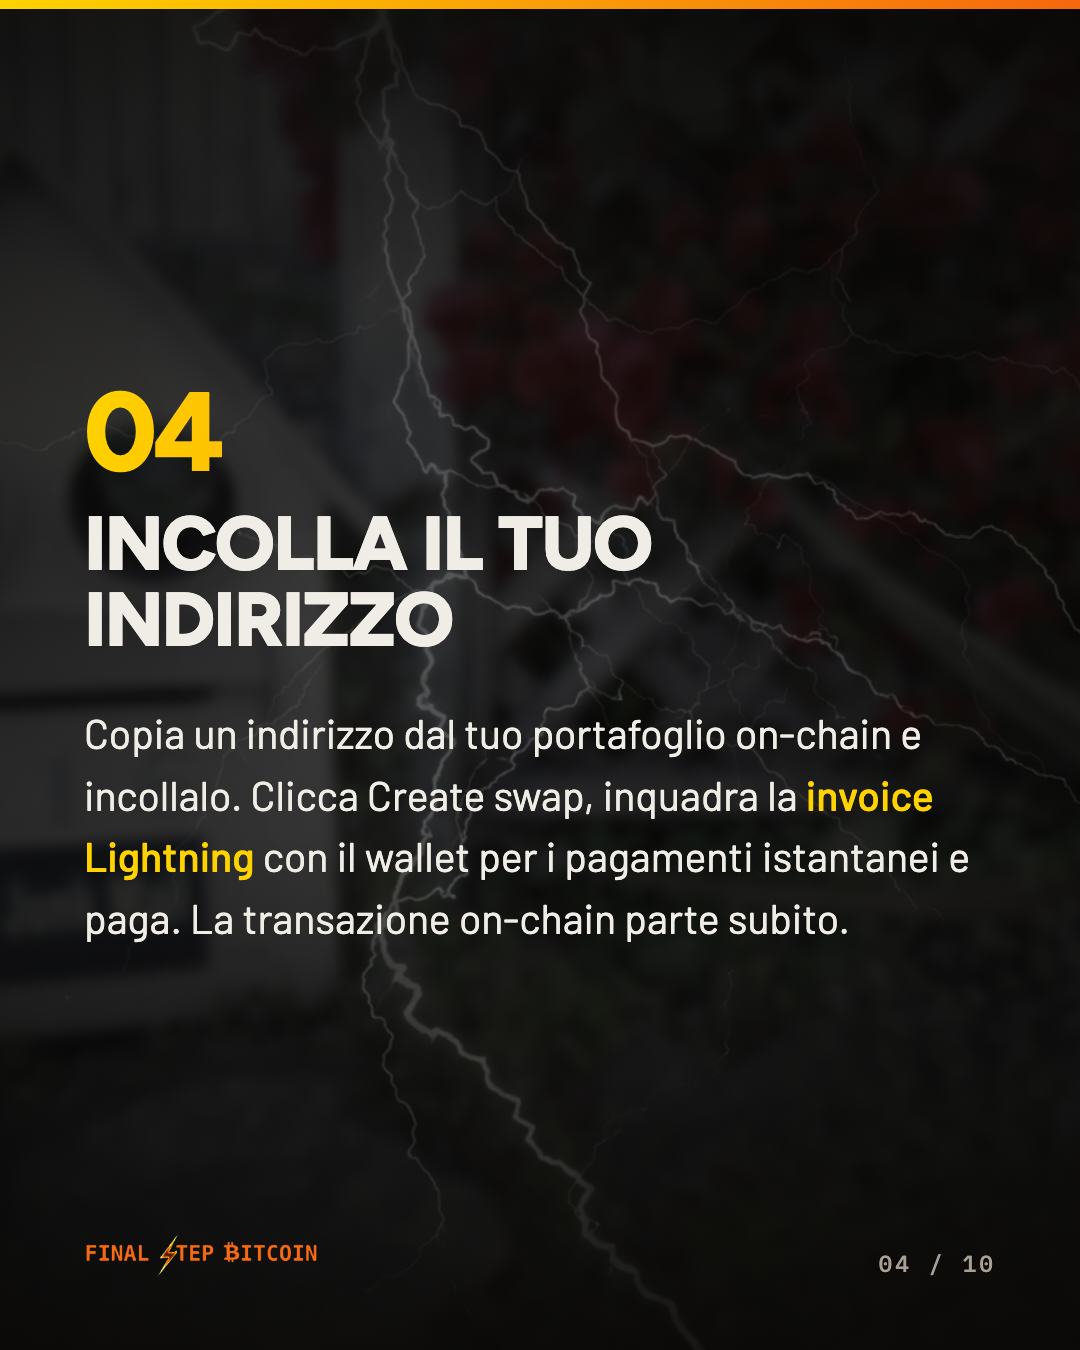 04
INCOLLA IL TUO
INDIRIZZO
Copia un indirizzo dal tuo portafoglio on-chain e
incollalo. Clicca Create swap, inquadra la invoice
Lightning con il wallet per i pagamenti istantanei e
paga. La transazione on-chain parte subito.
FINAL STEP BITCOIN
04 / 10